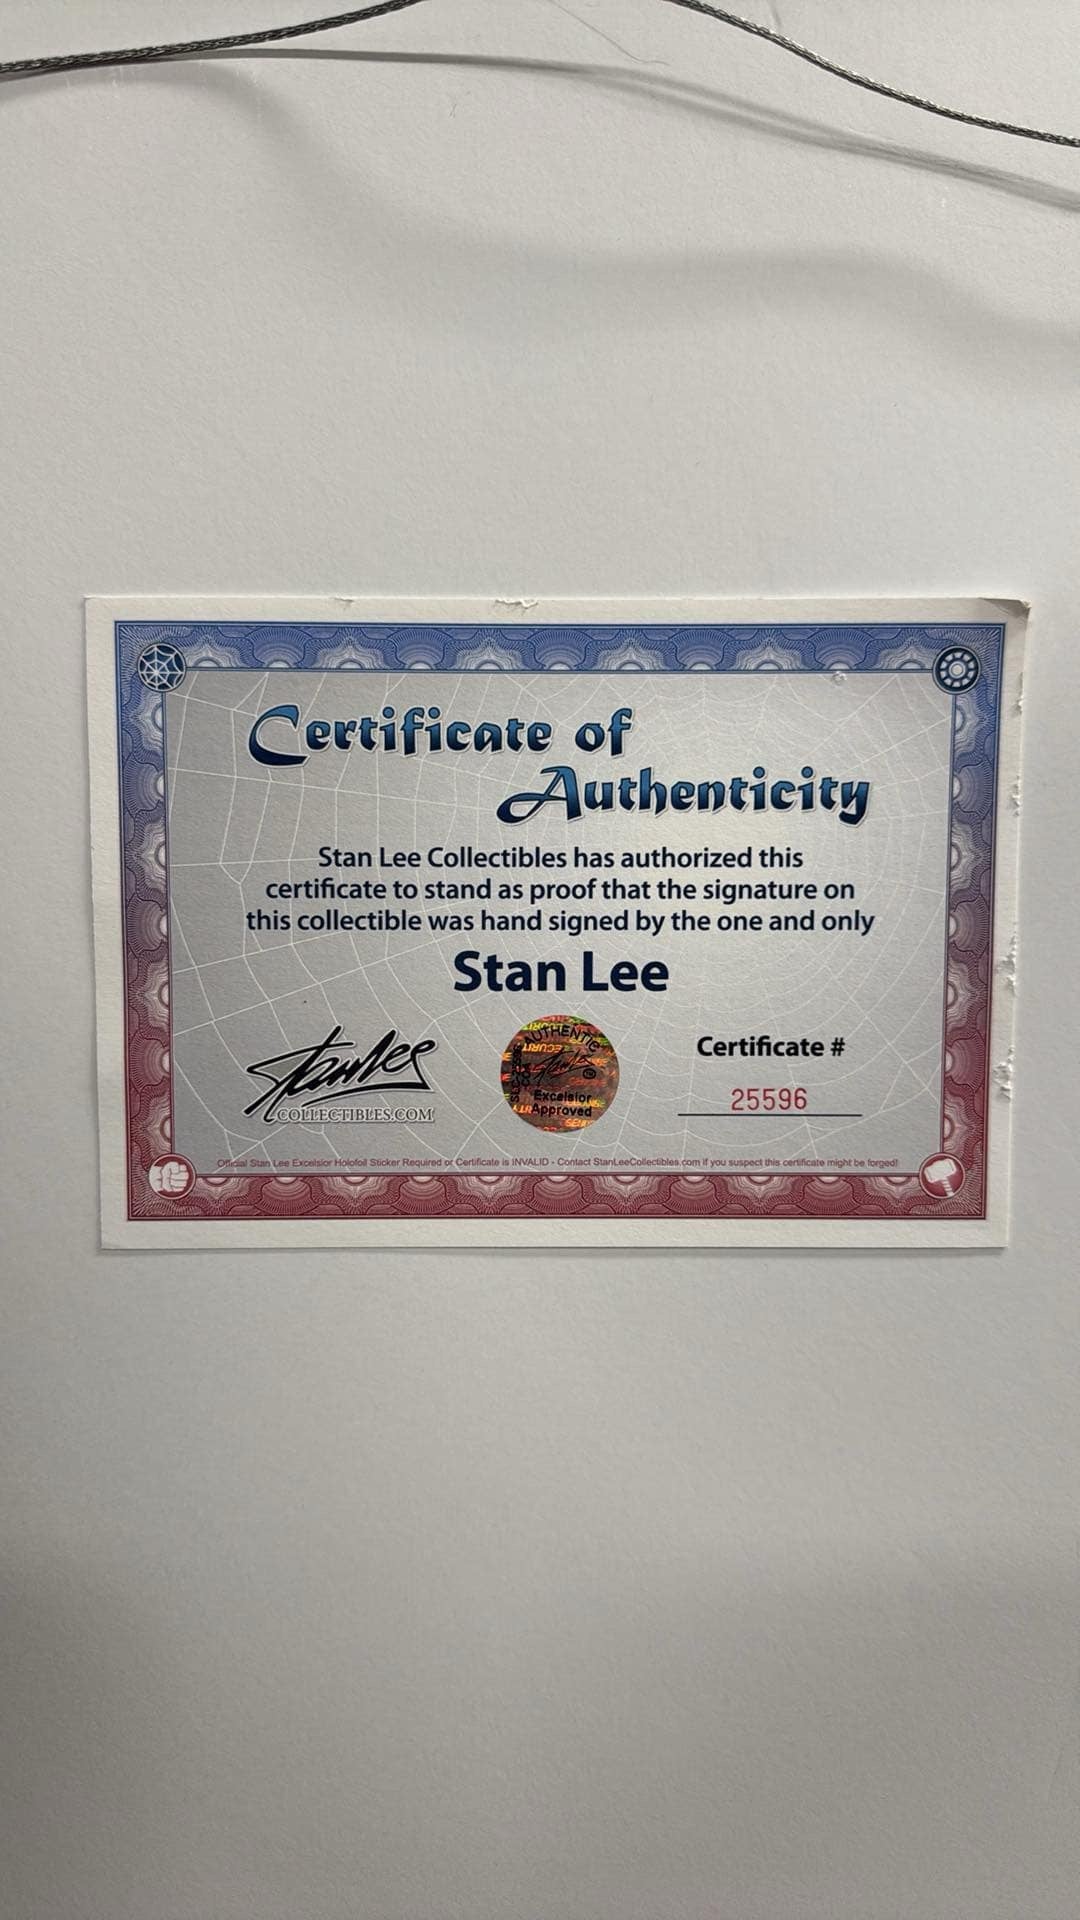 Certificate of
Authenticity
Stan Lee Collectibles has authorized this
certificate to stand as proof that the signature on
this collectible was hand signed by the one and only
Stan Lee
Stan Lee
COLLECTIBLES.COM
AUTHENTIC
Excelsior
Approved
Certificate #
25596
Official Stan Lee Excelsior Holofoil Sticker Required or Certificate is INVALID - Contact StanLeeCollectibles.com if you suspect this certificate might be forged!